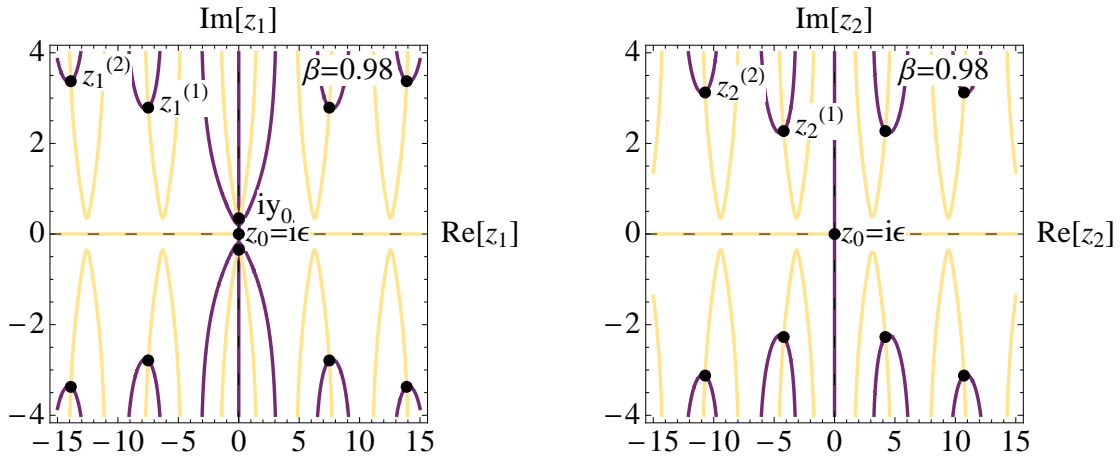 Im[z₁]
β=0.98
z₁⁽²⁾
z₁⁽¹⁾
iy₀
z₀=iϵ
Re[z₁]
4
2
0
−2
−4
−15 −10 −5 0 5 10 15
Im[z₂]
β=0.98
z₂⁽²⁾
z₂⁽¹⁾
z₀=iϵ
Re[z₂]
4
2
0
−2
−4
−15 −10 −5 0 5 10 15